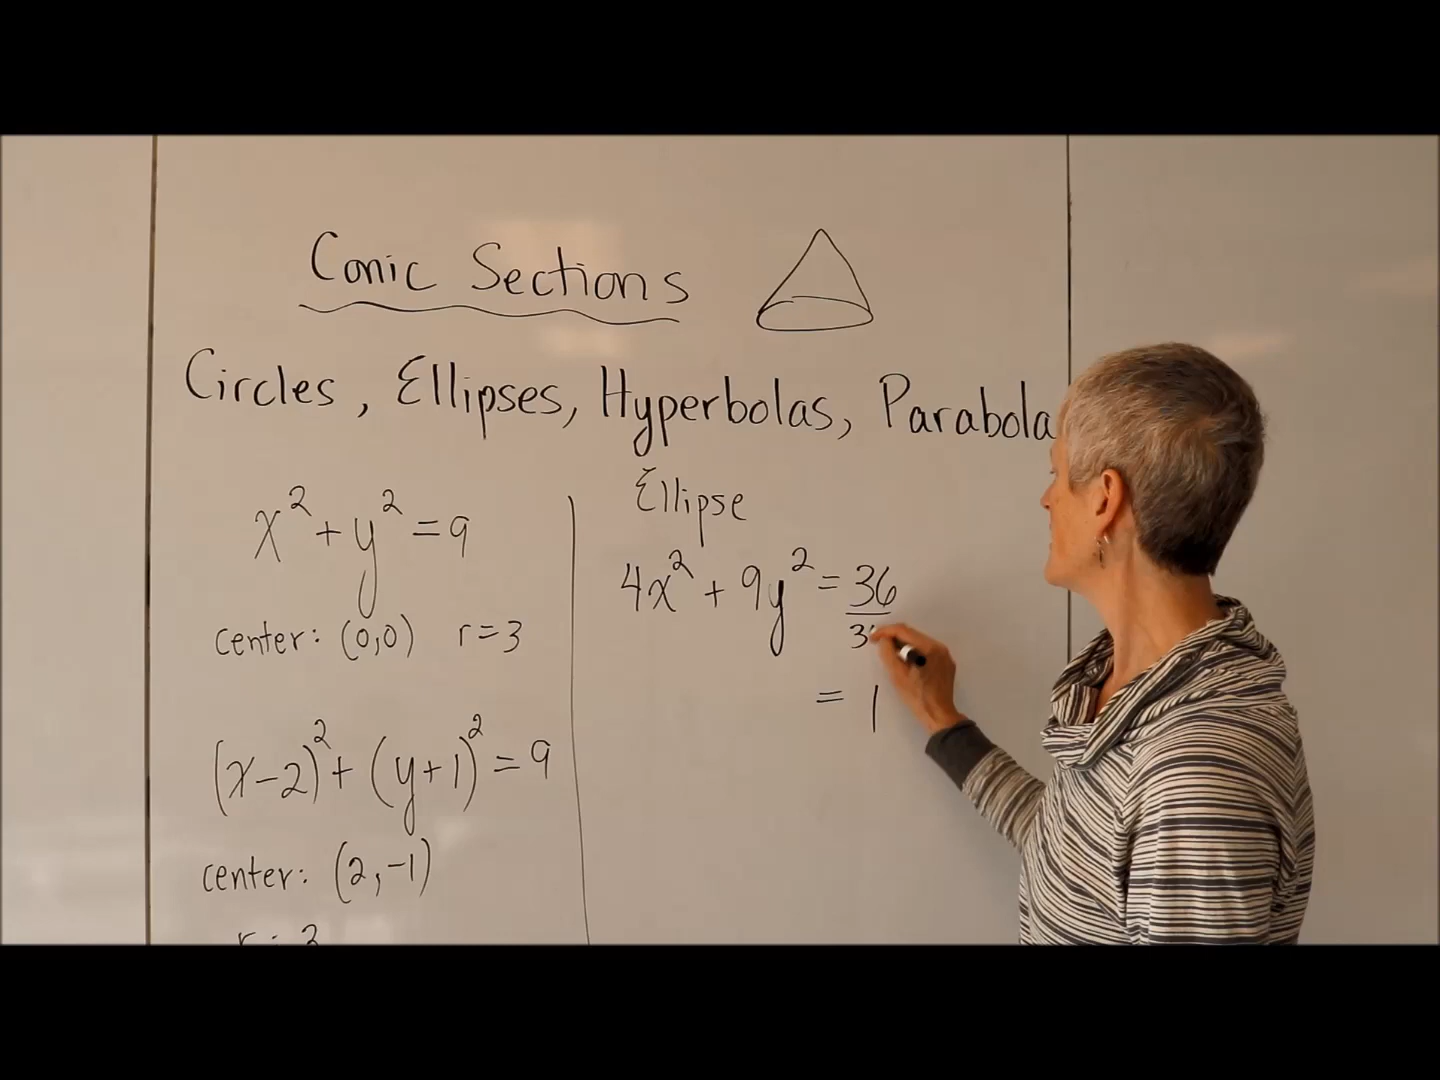 Conic Sections
Circles, Ellipses, Hyperbolas, Parabola
x² + y² = 9
center: (0,0) r = 3
(x-2)² + (y+1)² = 9
center: (2,-1)
Ellipse
4x² + 9y² = 36
= 1